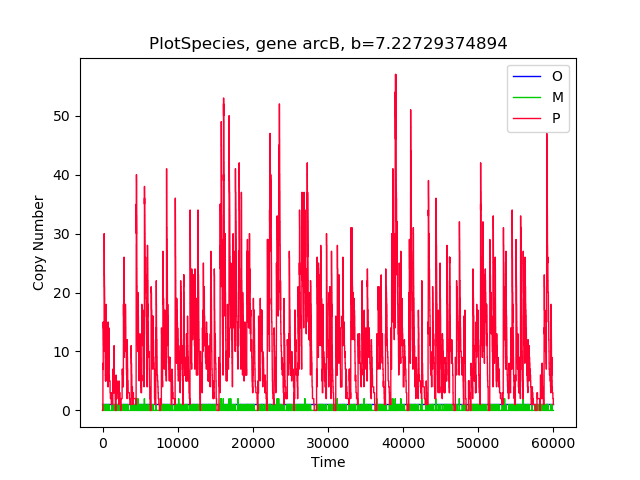 PlotSpecies, gene arcB, b=7.22729374894
O
M
P
Copy Number
50
40
30
20
10
0
0 10000 20000 30000 40000 50000 60000
Time